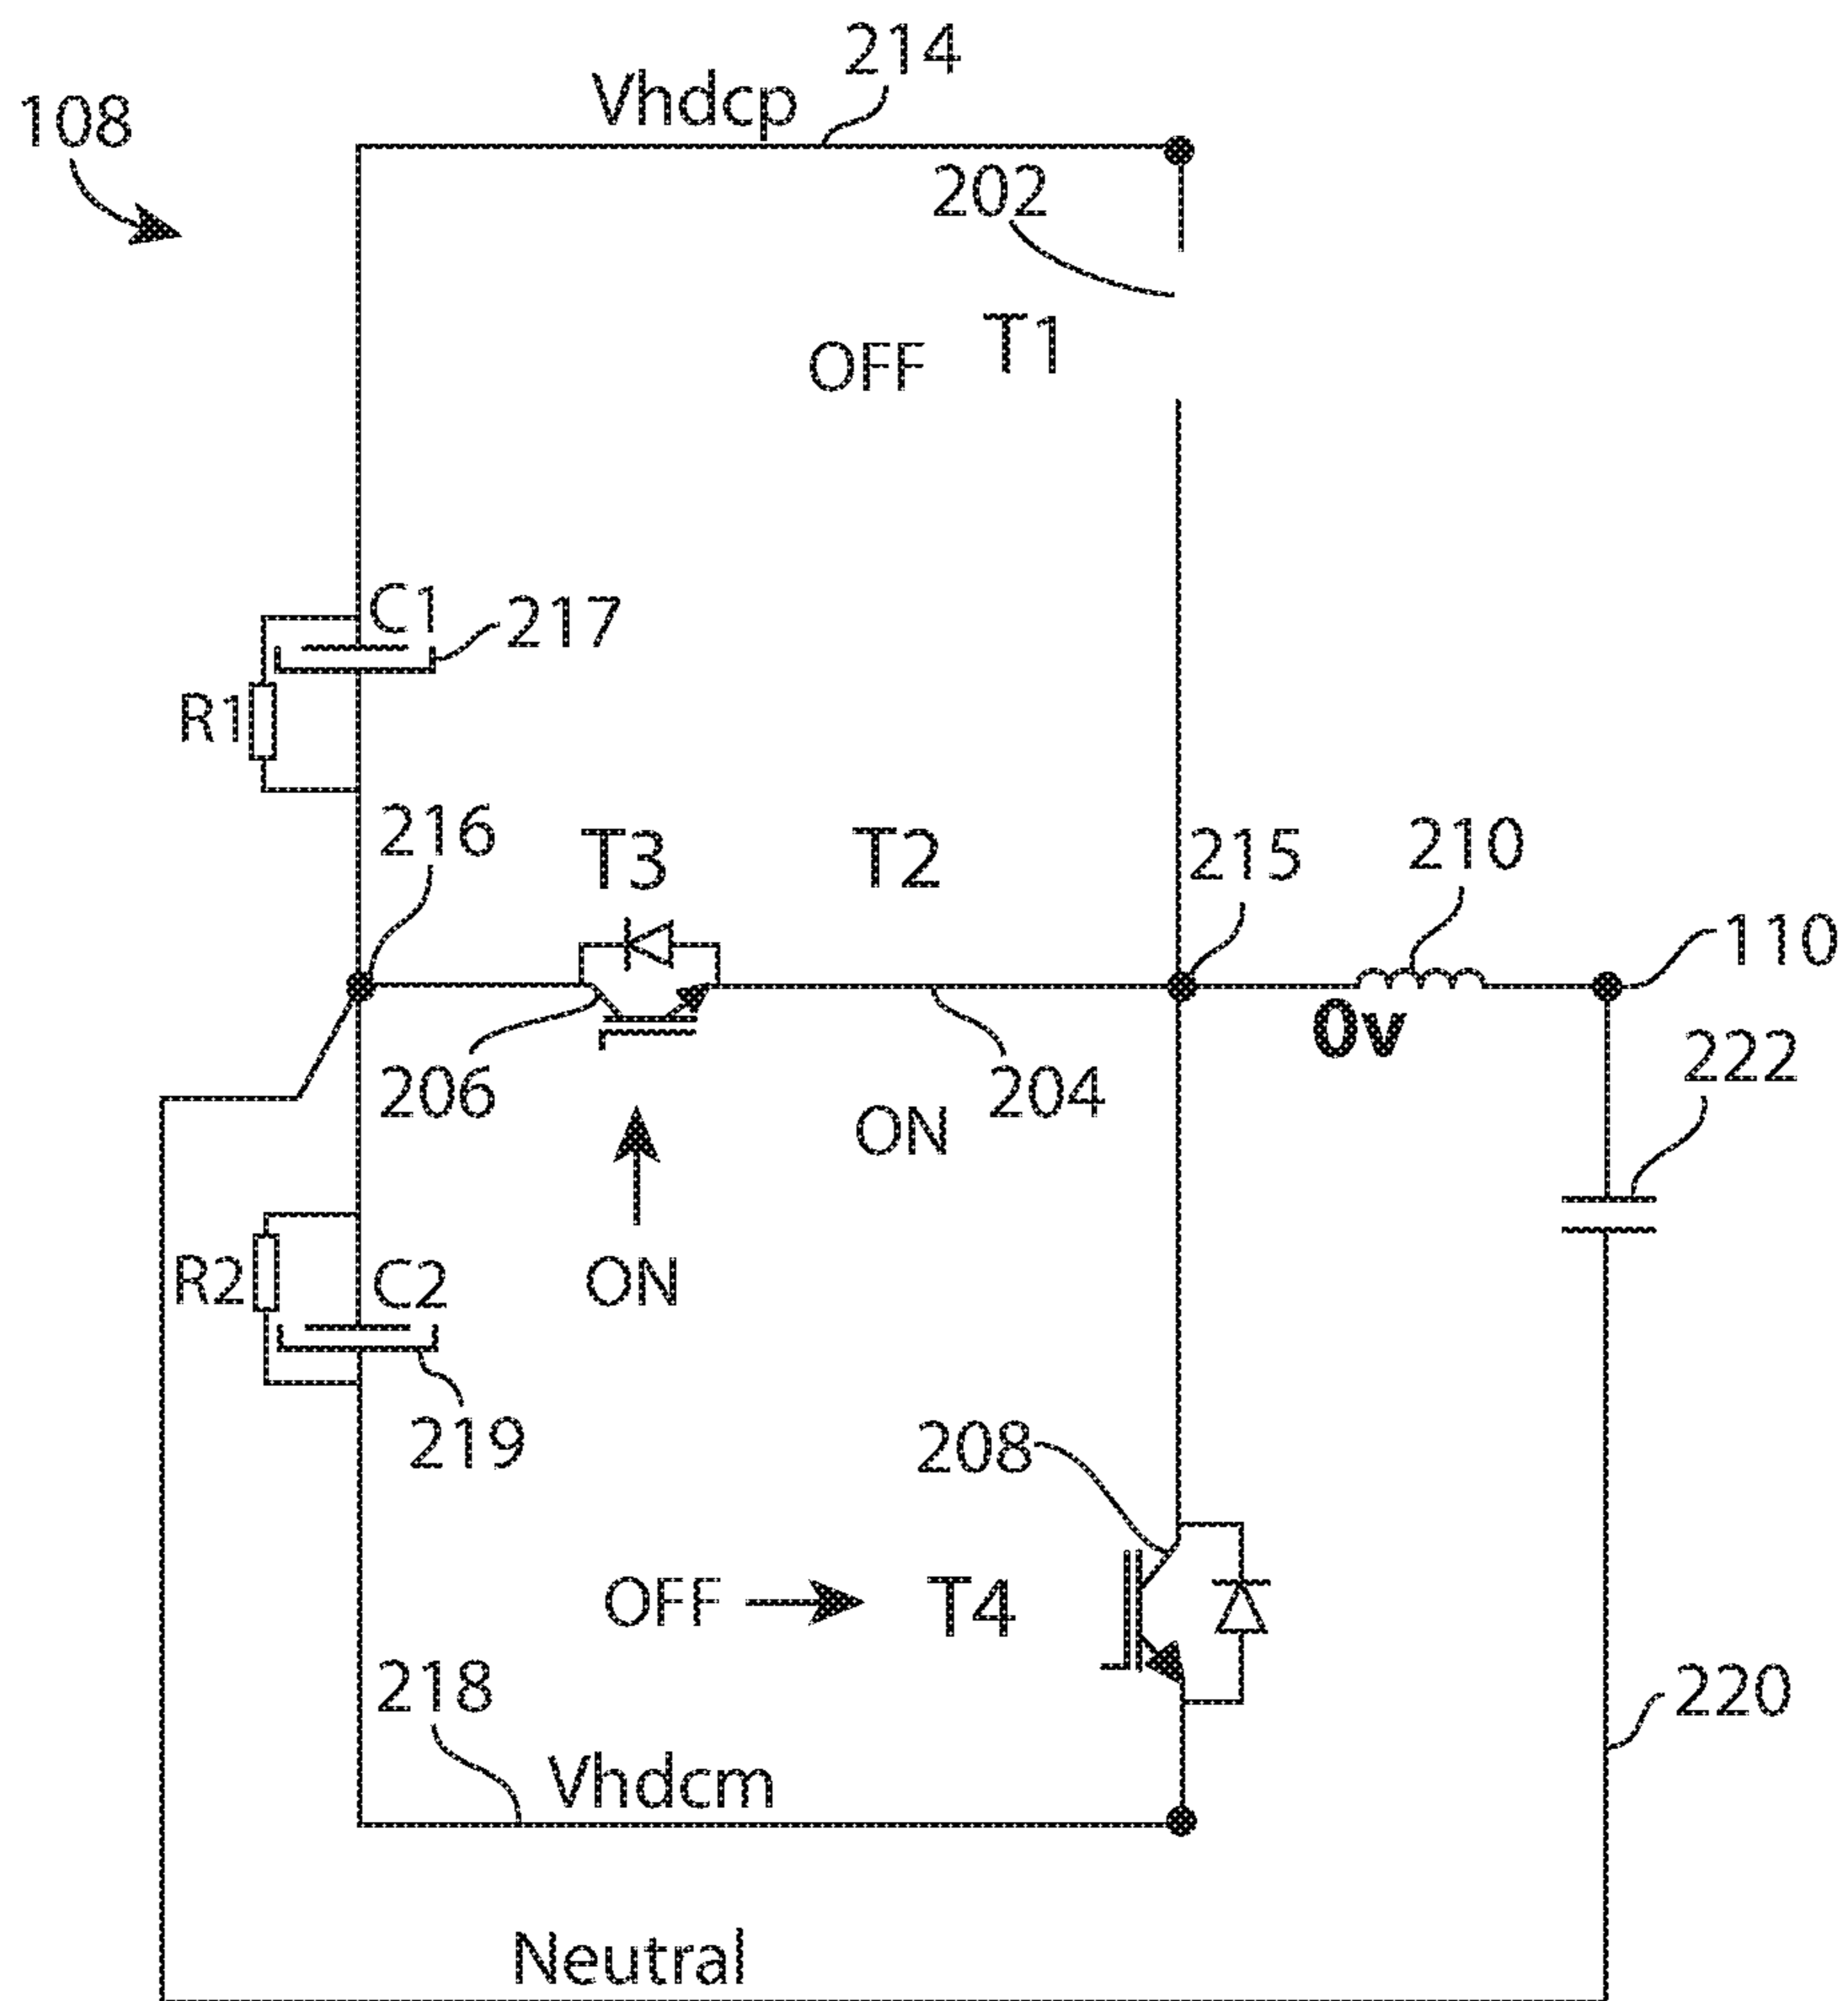 214
Vhdcp
108
202
T1
OFF
C1
217
R1
216
T3
T2
215
210
110
0v
206
204
222
ON
ON
R2
C2
219
208
OFF
T4
218
220
Vhdcm
Neutral